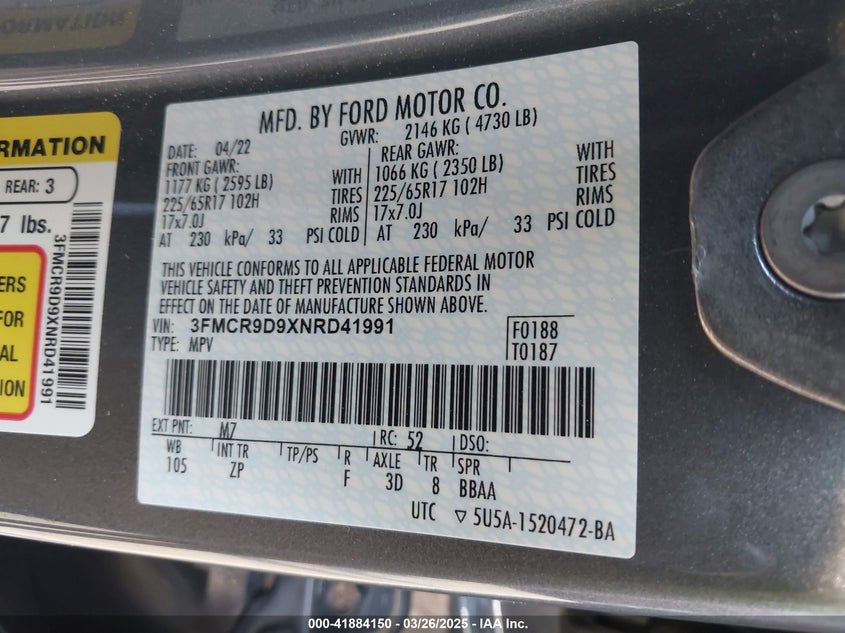 ORMATION
REAR: 3
7 lbs.
ERS
FOR
AL
ION
3FMCR9D9XNRD41991
MFD. BY FORD MOTOR CO.
DATE: 04/22 GVWR: 2146 KG ( 4730 LB)
FRONT GAWR: REAR GAWR:
1177 KG ( 2595 LB) WITH 1066 KG ( 2350 LB) WITH
225/65R17 102H TIRES 225/65R17 102H TIRES
17x7.0J RIMS 17x7.0J RIMS
AT 230 kPa/ 33 PSI COLD AT 230 kPa/ 33 PSI COLD
THIS VEHICLE CONFORMS TO ALL APPLICABLE FEDERAL MOTOR
VEHICLE SAFETY AND THEFT PREVENTION STANDARDS IN
EFFECT ON THE DATE OF MANUFACTURE SHOWN ABOVE.
VIN: 3FMCR9D9XNRD41991 F0188
TYPE: MPV T0187
EXT PNT: M7 RC: 52 DSO:
WB INT TR TP/PS R AXLE TR SPR
105 ZP F 3D 8 BBAA
UTC ▽ 5U5A-1520472-BA
000-41884150 - 03/26/2025 - IAAI.com.